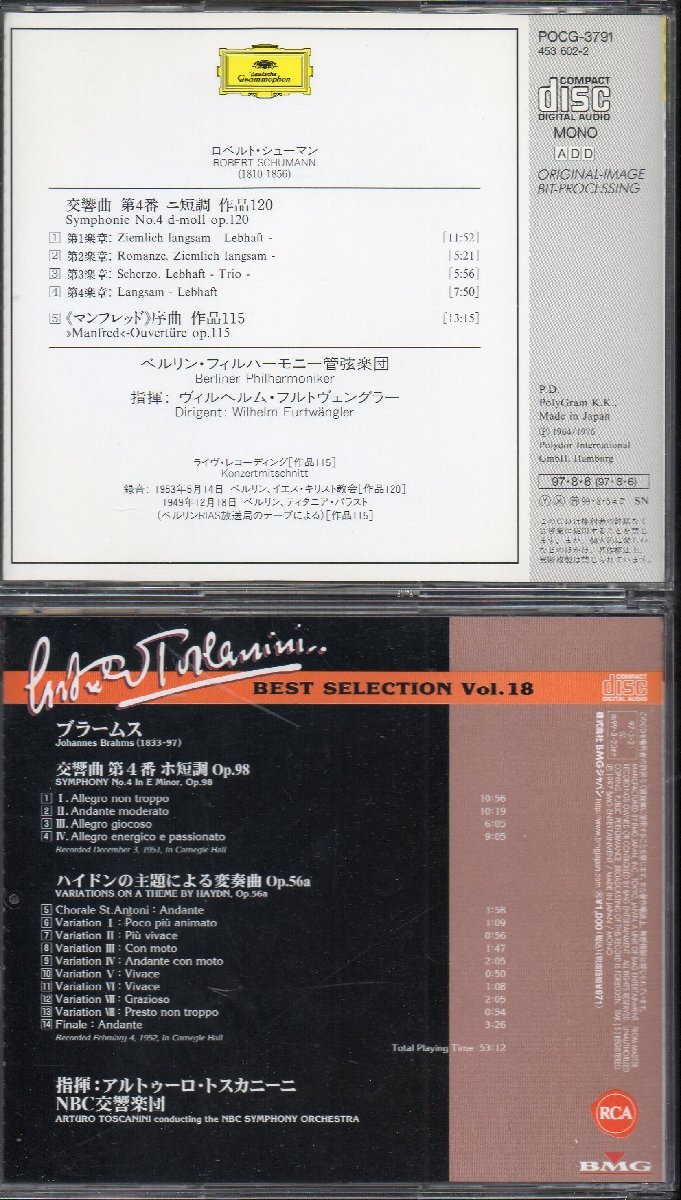 Deutsche
Grammophon
ロベルト・シューマン
ROBERT SCHUMANN
(1810-1856)
交響曲 第4番 ニ短調 作品120
Symphonie No.4 d-moll op.120
1 第1楽章: Ziemlich langsam - Lebhaft - [11:52]
2 第2楽章: Romanze. Ziemlich langsam - [5:21]
3 第3楽章: Scherzo. Lebhaft - Trio - [5:56]
4 第4楽章: Langsam - Lebhaft [7:50]
5 《マンフレッド》序曲 作品115 [13:15]
»Manfred«-Ouvertüre op.115
ベルリン・フィルハーモニー管弦楽団
Berliner Philharmoniker
指揮: ヴィルヘルム・フルトヴェングラー
Dirigent: Wilhelm Furtwängler
ライヴ・レコーディング[作品115]
Konzertmitschnitt
録音: 1953年5月14日 ベルリン、イエス・キリスト教会[作品120]
1949年12月18日 ベルリン、ティタニア・パラスト
(ベルリンRIAS放送局のテープによる)[作品115]
POCG-3791
453 602-2
COMPACT
disc
DIGITAL AUDIO
MONO
ADD
ORIGINAL-IMAGE
BIT-PROCESSING
P.D.
PolyGram K.K.,
Made in Japan
Ⓟ 1964/1976
Polydor International
GmbH, Hamburg
97・8・6 (97・8・6)
SN
Arturo Toscanini
BEST SELECTION Vol.18
COMPACT
disc
DIGITAL AUDIO
ブラームス
Johannes Brahms (1833-97)
交響曲 第4番 ホ短調 Op.98
SYMPHONY No.4 in E Minor, Op.98
1 I. Allegro non troppo 10:56
2 II. Andante moderato 10:19
3 III. Allegro giocoso 6:05
4 IV. Allegro energico e passionato 9:05
Recorded December 3, 1951, in Carnegie Hall
ハイドンの主題による変奏曲 Op.56a
VARIATIONS ON A THEME BY HAYDN, Op.56a
5 Chorale St.Antoni: Andante 1:58
6 Variation I: Poco più animato 1:09
7 Variation II: Più vivace 0:56
8 Variation III: Con moto 1:47
9 Variation IV: Andante con moto 2:05
10 Variation V: Vivace 0:50
11 Variation VI: Vivace 1:08
12 Variation VII: Grazioso 2:05
13 Variation VIII: Presto non troppo 0:54
14 Finale: Andante 3:26
Recorded February 4, 1952, in Carnegie Hall
Total Playing Time 53:12
指揮:アルトゥーロ・トスカニーニ
NBC交響楽団
ARTURO TOSCANINI conducting the NBC SYMPHONY ORCHESTRA
株式会社 BMGジャパン http://www.bmgjapan.com
RCA
BMG